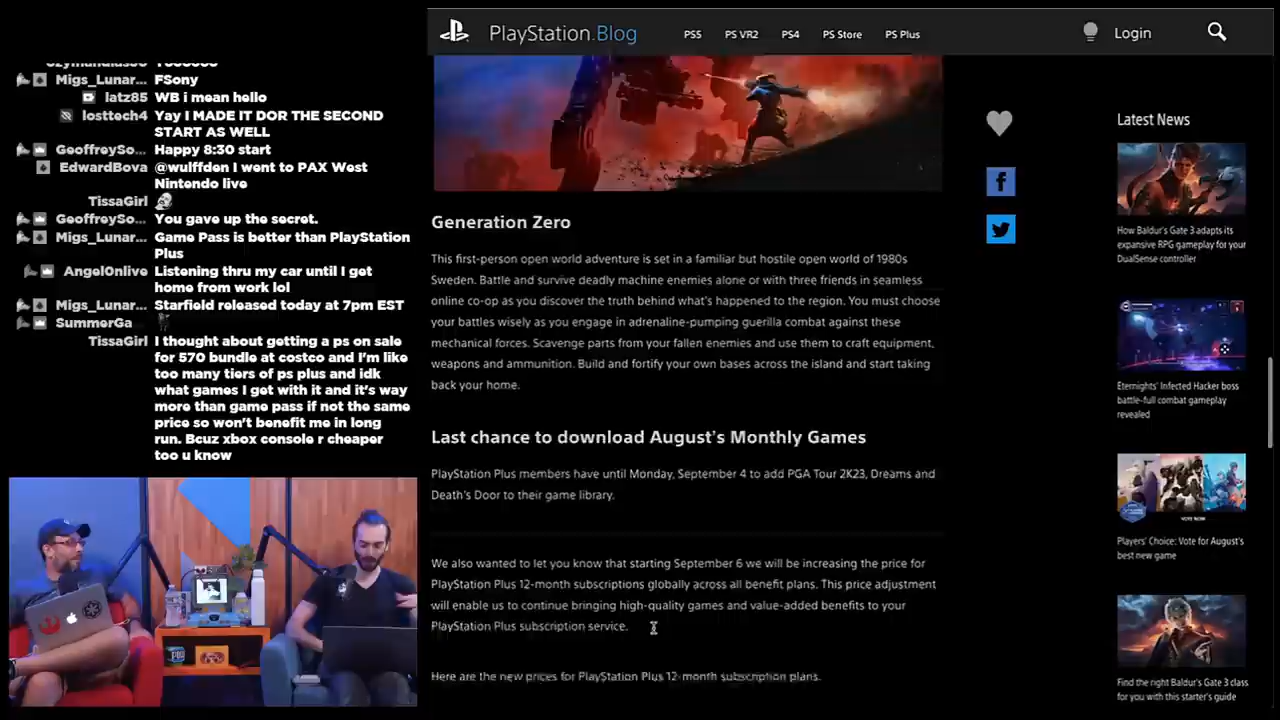 PlayStation.Blog
PS5
PS VR2
PS4
PS Store
PS Plus
Login
Migs_Lunar... FSony
latz85 WB i mean hello
losttech4 Yay I MADE IT DOR THE SECOND
START AS WELL
GeoffreySo... Happy 8:30 start
EdwardBova @wulffden I went to PAX West
Nintendo live
TissaGirl
GeoffreySo... You gave up the secret.
Migs_Lunar... Game Pass is better than PlayStation
Plus
AngelOnlive Listening thru my car until I get
home from work lol
Migs_Lunar... Starfield released today at 7pm EST
SummerGa
TissaGirl I thought about getting a ps on sale
for 570 bundle at costco and I'm like
too many tiers of ps plus and idk
what games I get with it and it's way
more than game pass if not the same
price so won't benefit me in long
run. Bcuz xbox console r cheaper
too u know
Generation Zero
This first-person open world adventure is set in a familiar but hostile open world of 1980s
Sweden. Battle and survive deadly machine enemies alone or with three friends in seamless
online co-op as you discover the truth behind what's happened to the region. You must choose
your battles wisely as you engage in adrenaline-pumping guerilla combat against these
mechanical forces. Scavenge parts from your fallen enemies and use them to craft equipment,
weapons and ammunition. Build and fortify your own bases across the island and start taking
back your home.
Last chance to download August's Monthly Games
PlayStation Plus members have until Monday, September 4 to add PGA Tour 2K23, Dreams and
Death's Door to their game library.
We also wanted to let you know that starting September 6 we will be increasing the price for
PlayStation Plus 12-month subscriptions globally across all benefit plans. This price adjustment
will enable us to continue bringing high-quality games and value-added benefits to your
PlayStation Plus subscription service.
Here are the new prices for PlayStation Plus 12-month subscription plans.
Latest News
How Baldur's Gate 3 adapts its
expansive RPG gameplay for your
DualSense controller
Eternights' Infected Hacker boss
battle-full combat gameplay
revealed
VOTE NOW
Players' Choice: Vote for August's
best new game
Find the right Baldur's Gate 3 class
for you with this starter's guide